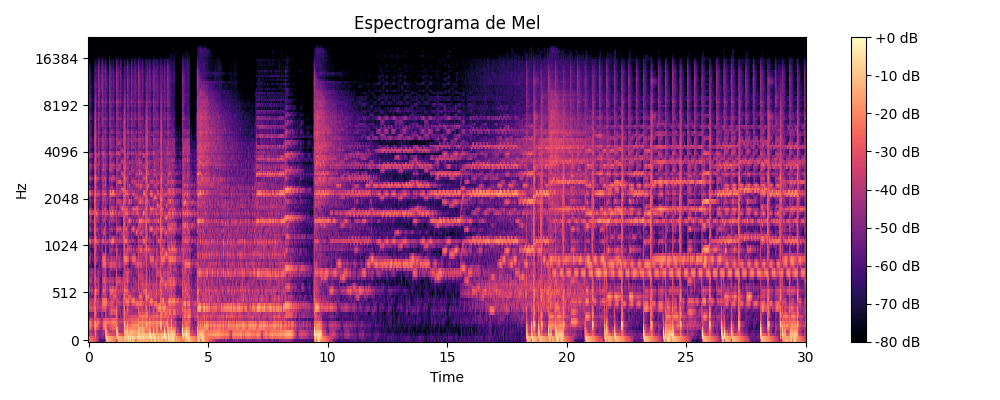 Espectrograma de Mel
Hz
16384
8192
4096
2048
1024
512
0
0 5 10 15 20 25 30
Time
+0 dB
-10 dB
-20 dB
-30 dB
-40 dB
-50 dB
-60 dB
-70 dB
-80 dB